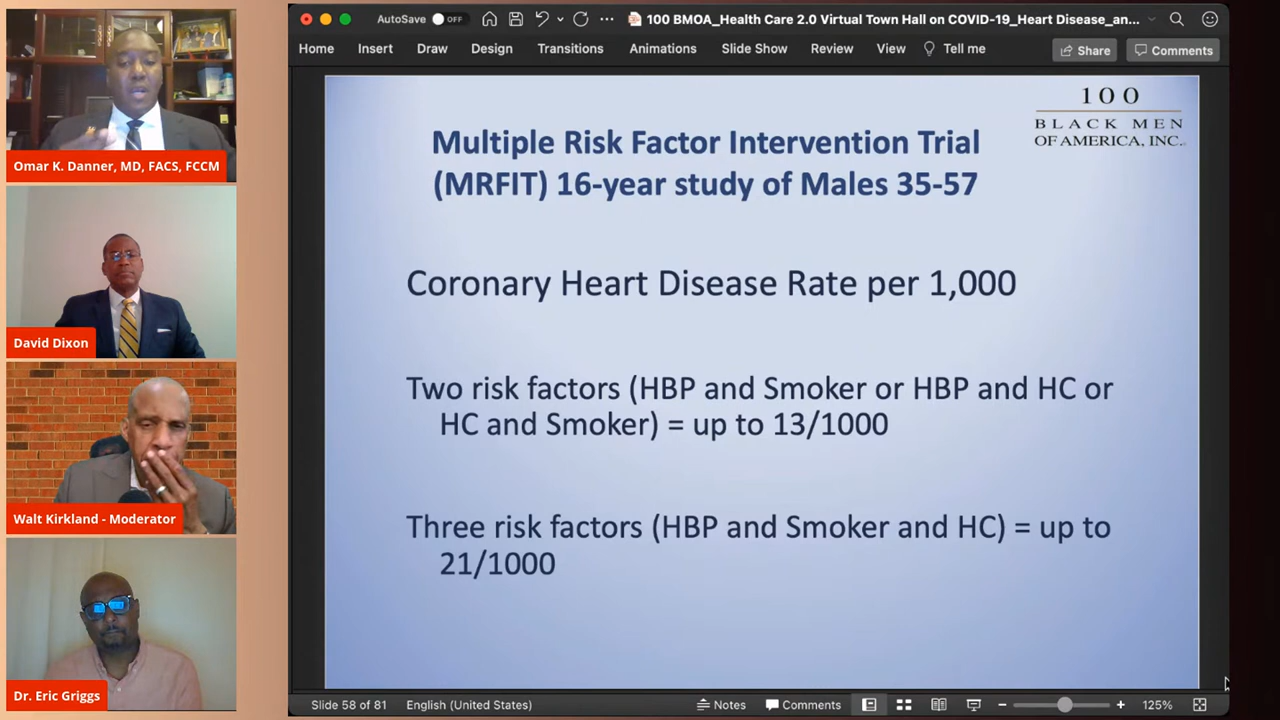 Omar K. Danner, MD, FACS, FCCM
David Dixon
Walt Kirkland - Moderator
Dr. Eric Griggs
AutoSave OFF
100 BMOA_Health Care 2.0 Virtual Town Hall on COVID-19_Heart Disease_an...
Home Insert Draw Design Transitions Animations Slide Show Review View Tell me Share Comments
100
BLACK MEN
OF AMERICA, INC.
Multiple Risk Factor Intervention Trial
(MRFIT) 16-year study of Males 35-57
Coronary Heart Disease Rate per 1,000
Two risk factors (HBP and Smoker or HBP and HC or
HC and Smoker) = up to 13/1000
Three risk factors (HBP and Smoker and HC) = up to
21/1000
Slide 58 of 81 English (United States) Notes Comments 125%